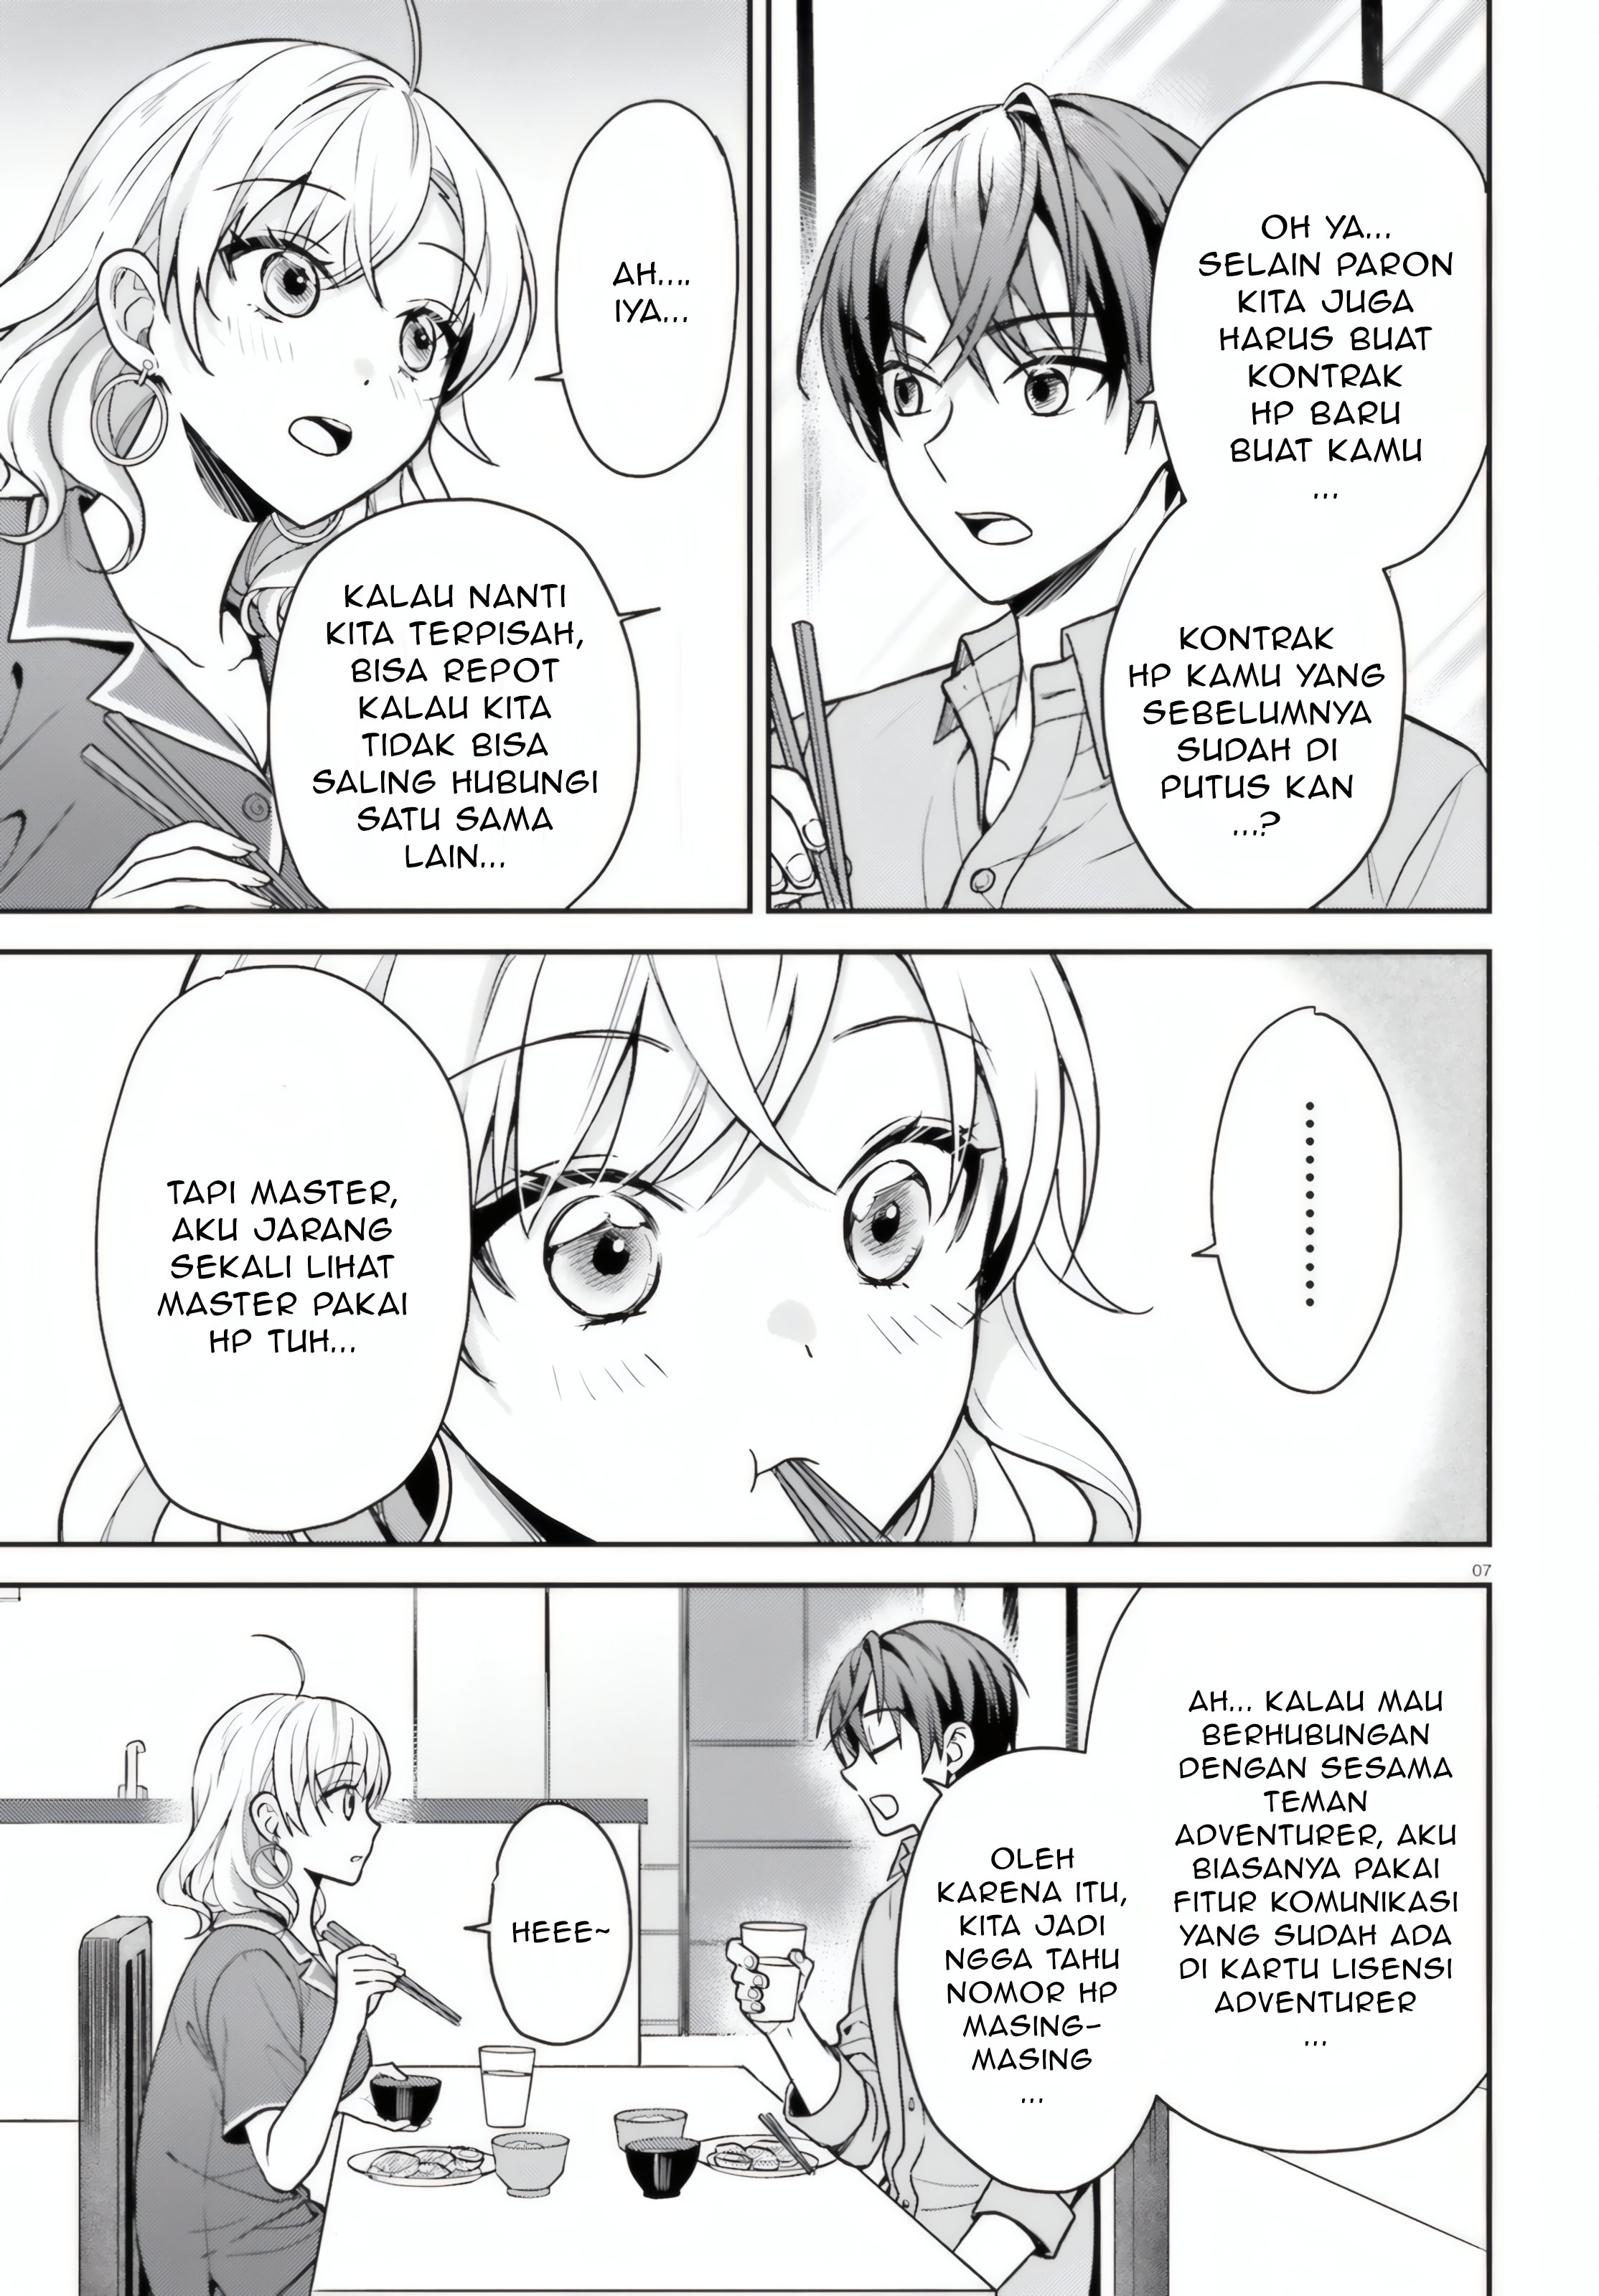 OH YA...
SELAIN PARON
KITA JUGA
HARUS BUAT
KONTRAK
HP BARU
BUAT KAMU
...
KONTRAK
HP KAMU YANG
SEBELUMNYA
SUDAH DI
PUTUS KAN
...?
AH....
IYA...
KALAU NANTI
KITA TERPISAH,
BISA REPOT
KALAU KITA
TIDAK BISA
SALING HUBUNGI
SATU SAMA
LAIN...
............
TAPI MASTER,
AKU JARANG
SEKALI LIHAT
MASTER PAKAI
HP TUH...
07
AH... KALAU MAU
BERHUBUNGAN
DENGAN SESAMA
TEMAN
ADVENTURER, AKU
BIASANYA PAKAI
FITUR KOMUNIKASI
YANG SUDAH ADA
DI KARTU LISENSI
ADVENTURER
...
OLEH
KARENA ITU,
KITA JADI
NGGA TAHU
NOMOR HP
MASING-
MASING
...
HEEE~